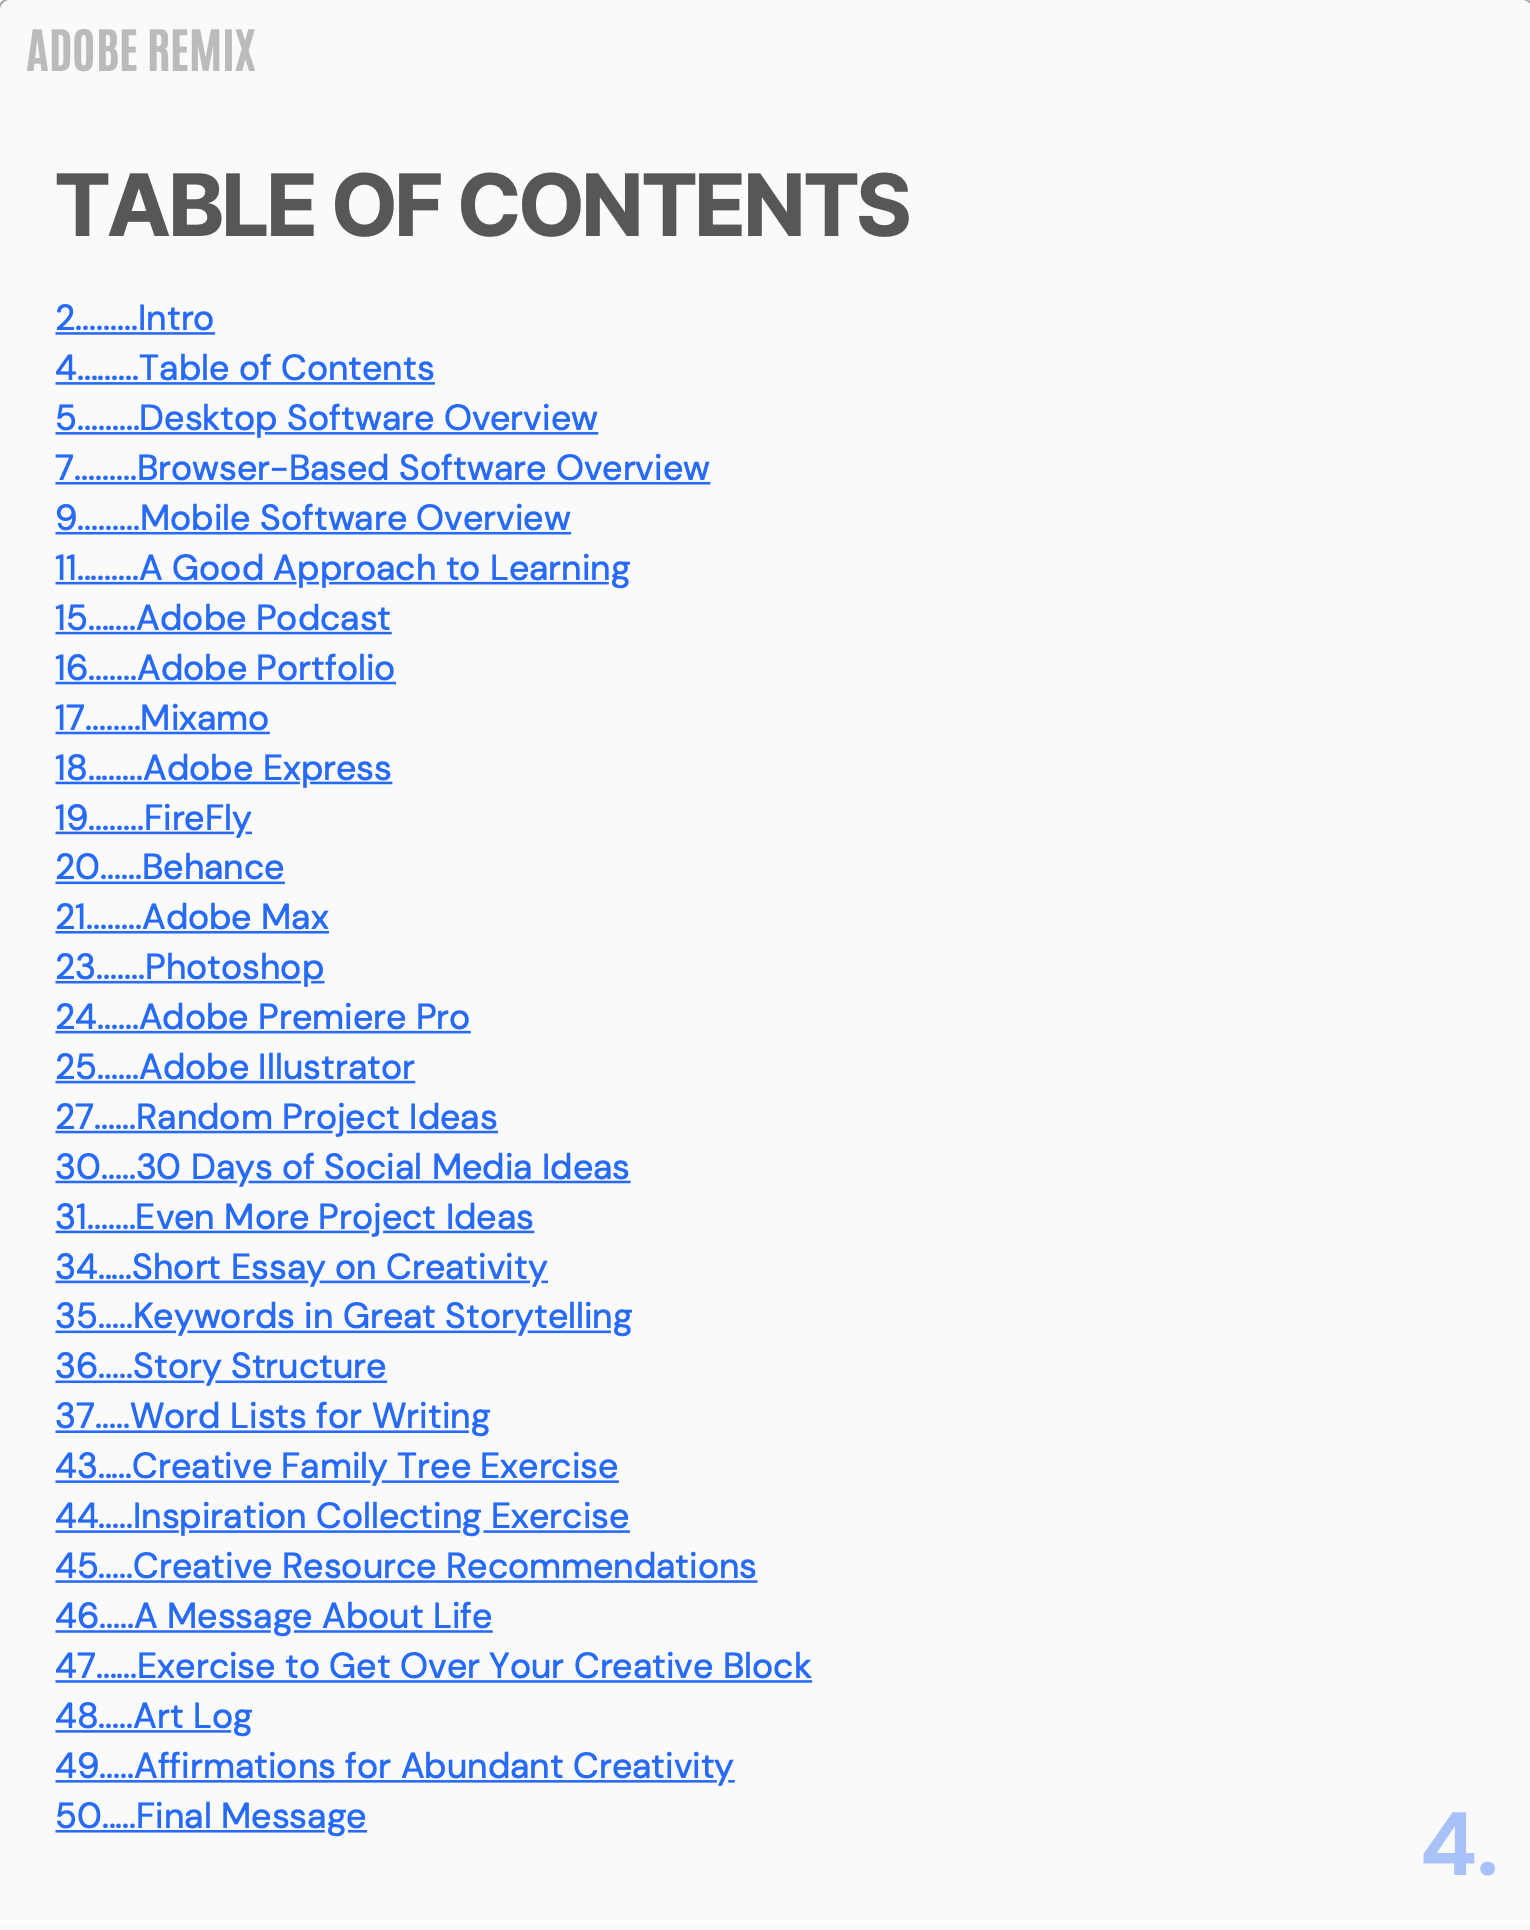 ADOBE REMIX
TABLE OF CONTENTS
2.........Intro
4.........Table of Contents
5.........Desktop Software Overview
7.........Browser-Based Software Overview
9.........Mobile Software Overview
11.........A Good Approach to Learning
15.......Adobe Podcast
16.......Adobe Portfolio
17........Mixamo
18........Adobe Express
19........FireFly
20......Behance
21........Adobe Max
23.......Photoshop
24......Adobe Premiere Pro
25......Adobe Illustrator
27......Random Project Ideas
30.....30 Days of Social Media Ideas
31.......Even More Project Ideas
34.....Short Essay on Creativity
35.....Keywords in Great Storytelling
36.....Story Structure
37.....Word Lists for Writing
43.....Creative Family Tree Exercise
44.....Inspiration Collecting Exercise
45.....Creative Resource Recommendations
46.....A Message About Life
47......Exercise to Get Over Your Creative Block
48.....Art Log
49.....Affirmations for Abundant Creativity
50.....Final Message
4.